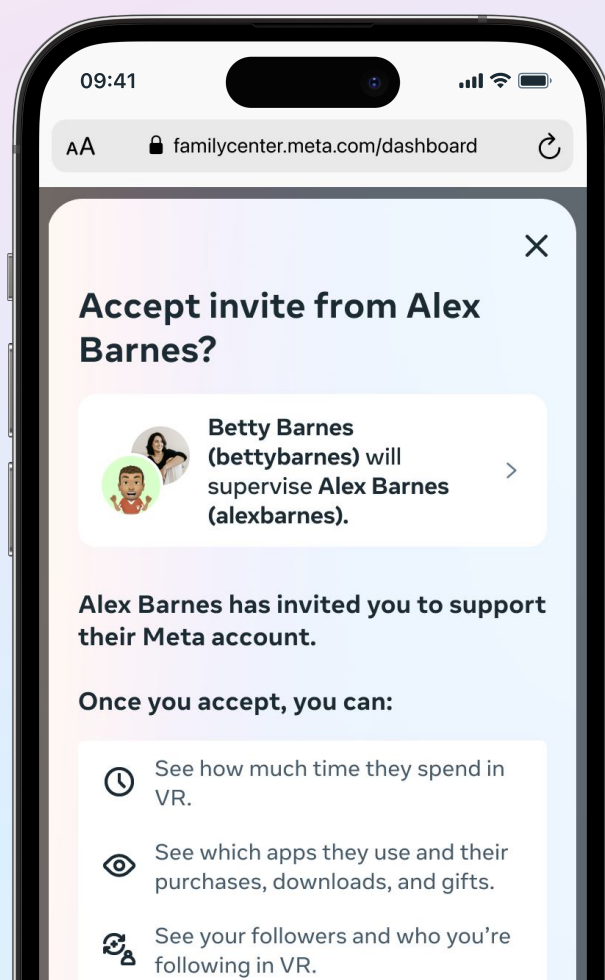 09:41
AA familycenter.meta.com/dashboard
Accept invite from Alex
Barnes?
Betty Barnes
(bettybarnes) will
supervise Alex Barnes
(alexbarnes).
Alex Barnes has invited you to support
their Meta account.
Once you accept, you can:
See how much time they spend in
VR.
See which apps they use and their
purchases, downloads, and gifts.
See your followers and who you’re
following in VR.